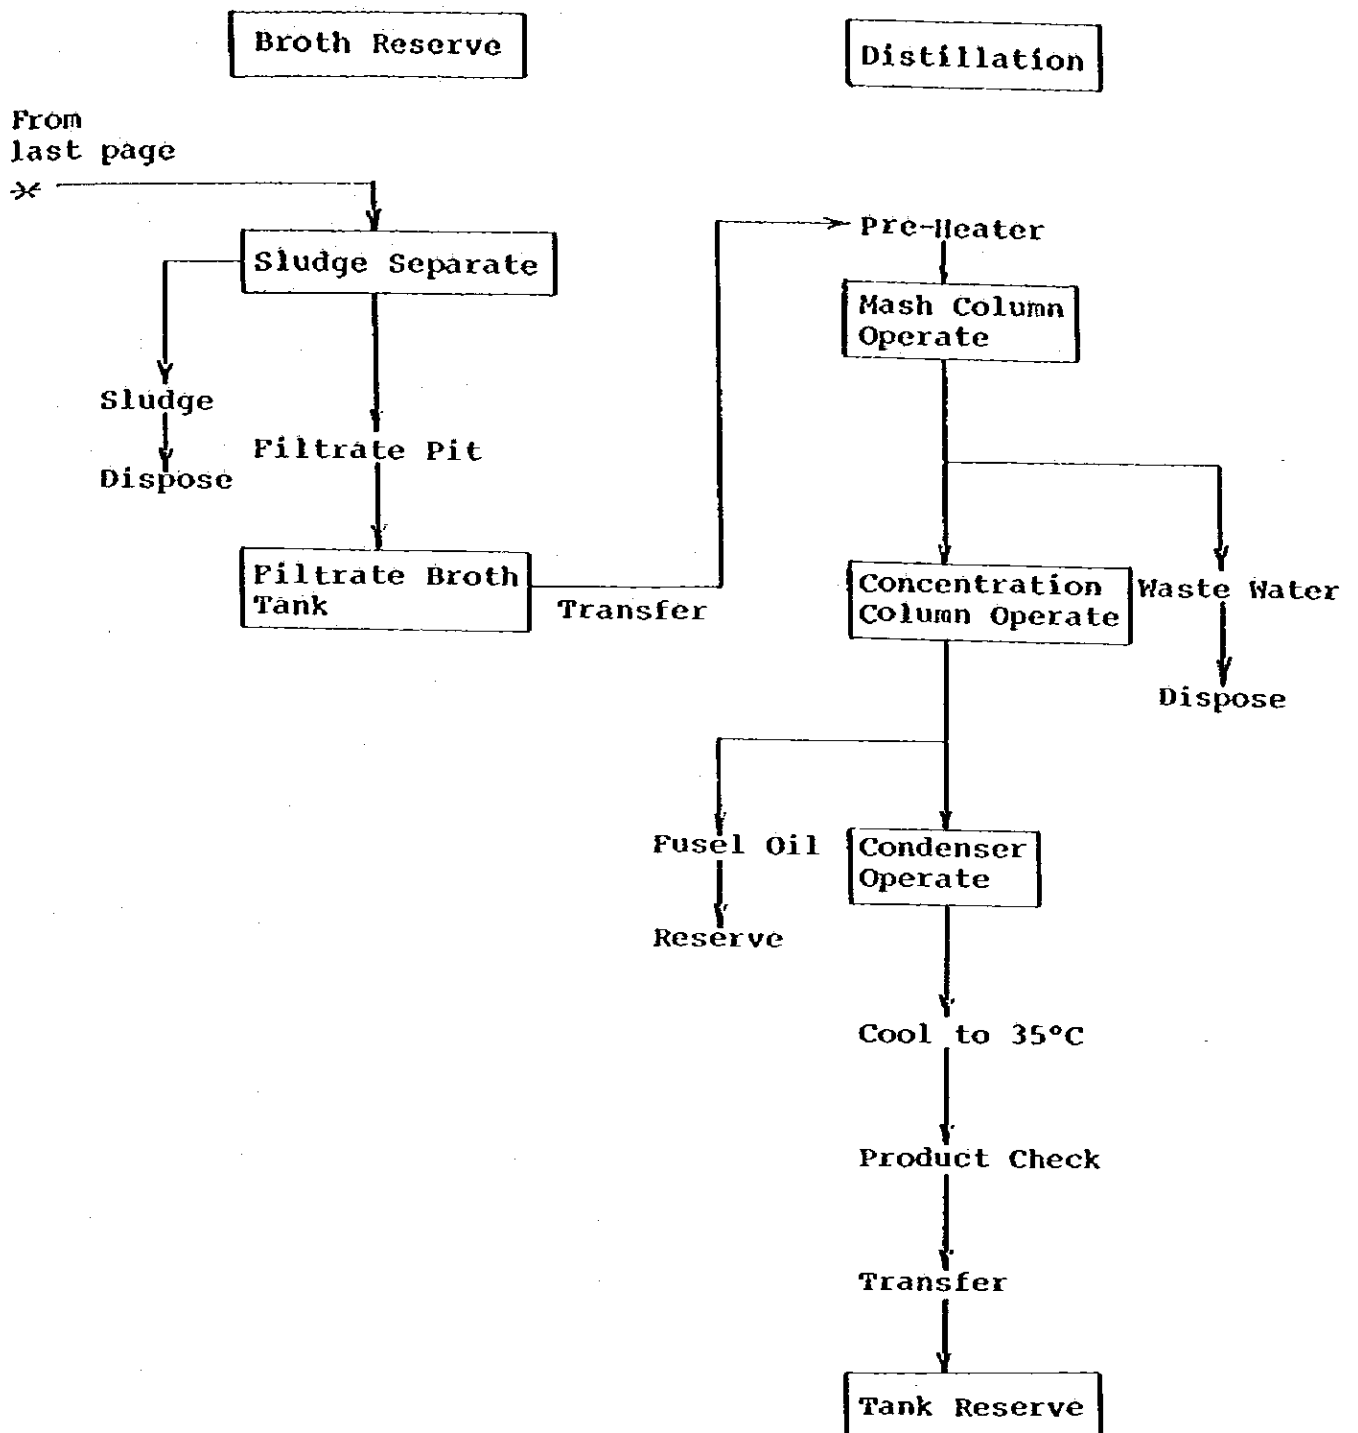 Broth Reserve
Distillation
From
last page
Sludge Separate
Sludge
Dispose
Filtrate Pit
Filtrate Broth
Tank
Transfer
Pre-Heater
Mash Column
Operate
Concentration
Column Operate
Waste Water
Dispose
Fusel Oil
Reserve
Condenser
Operate
Cool to 35°C
Product Check
Transfer
Tank Reserve